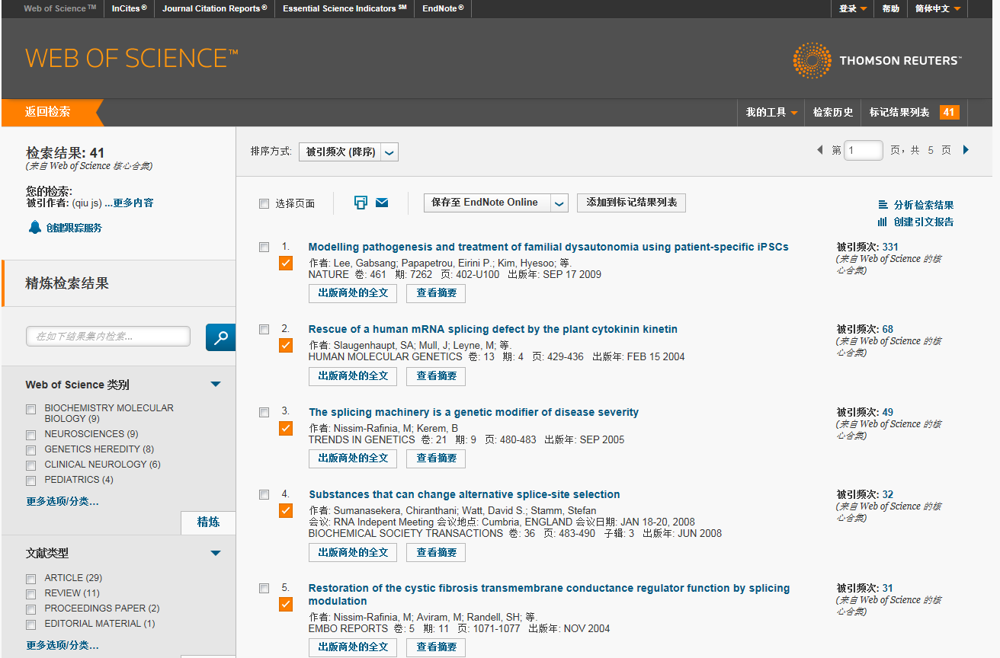 Web of Science™ InCites® Journal Citation Reports® Essential Science Indicators ℠ EndNote® 登录 帮助 简体中文
WEB OF SCIENCE™
THOMSON REUTERS™
返回检索 我的工具 检索历史 标记结果列表 41
检索结果: 41
(来自 Web of Science 核心合集)
您的检索:
被引作者: (qiu js) ...更多内容
创建跟踪服务
精炼检索结果
在如下结果集内检索...
Web of Science 类别
BIOCHEMISTRY MOLECULAR
BIOLOGY (9)
NEUROSCIENCES (9)
GENETICS HEREDITY (8)
CLINICAL NEUROLOGY (6)
PEDIATRICS (4)
更多选项/分类...
精炼
文献类型
ARTICLE (29)
REVIEW (11)
PROCEEDINGS PAPER (2)
EDITORIAL MATERIAL (1)
更多选项/分类...
排序方式: 被引频次 (降序) 第 1 页，共 5 页
选择页面 保存至 EndNote Online 添加到标记结果列表
分析检索结果
创建引文报告
1. Modelling pathogenesis and treatment of familial dysautonomia using patient-specific iPSCs
作者: Lee, Gabsang; Papapetrou, Eirini P.; Kim, Hyesoo; 等.
NATURE 卷: 461 期: 7262 页: 402-U100 出版年: SEP 17 2009
出版商处的全文 查看摘要
被引频次: 331
(来自 Web of Science 的核
心合集)
2. Rescue of a human mRNA splicing defect by the plant cytokinin kinetin
作者: Slaugenhaupt, SA; Mull, J; Leyne, M; 等.
HUMAN MOLECULAR GENETICS 卷: 13 期: 4 页: 429-436 出版年: FEB 15 2004
出版商处的全文 查看摘要
被引频次: 68
(来自 Web of Science 的核
心合集)
3. The splicing machinery is a genetic modifier of disease severity
作者: Nissim-Rafinia, M; Kerem, B
TRENDS IN GENETICS 卷: 21 期: 9 页: 480-483 出版年: SEP 2005
出版商处的全文 查看摘要
被引频次: 49
(来自 Web of Science 的核
心合集)
4. Substances that can change alternative splice-site selection
作者: Sumanasekera, Chiranthani; Watt, David S.; Stamm, Stefan
会议: RNA Indepent Meeting 会议地点: Cumbria, ENGLAND 会议日期: JAN 18-20, 2008
BIOCHEMICAL SOCIETY TRANSACTIONS 卷: 36 页: 483-490 子辑: 3 出版年: JUN 2008
出版商处的全文 查看摘要
被引频次: 32
(来自 Web of Science 的核
心合集)
5. Restoration of the cystic fibrosis transmembrane conductance regulator function by splicing
modulation
作者: Nissim-Rafinia, M; Aviram, M; Randell, SH; 等.
EMBO REPORTS 卷: 5 期: 11 页: 1071-1077 出版年: NOV 2004
出版商处的全文 查看摘要
被引频次: 31
(来自 Web of Science 的核
心合集)